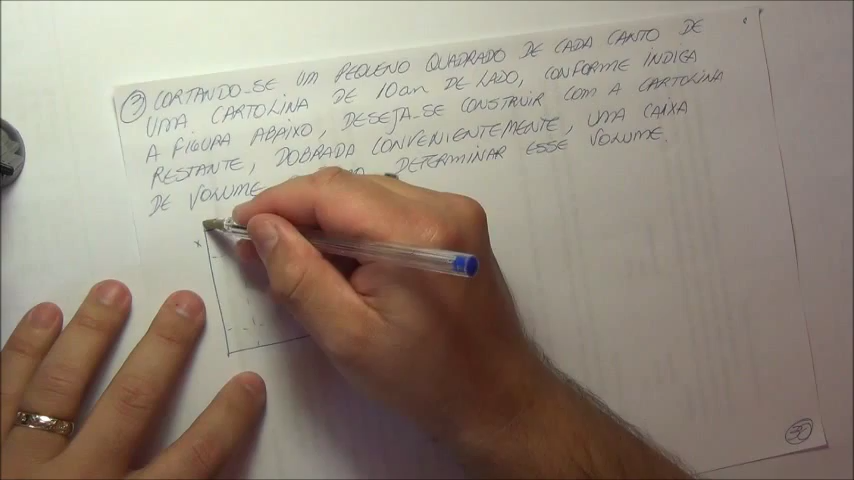 3 CORTANDO-SE UM PEQUENO QUADRADO DE CADA CANTO DE
UMA CARTOLINA DE 10cm DE LADO, CONFORME INDICA
A FIGURA ABAIXO, DESEJA-SE CONSTRUIR COM A CARTOLINA
RESTANTE, DOBRADA CONVENIENTEMENTE, UMA CAIXA
DE VOLUME DETERMINAR ESSE VOLUME.
x